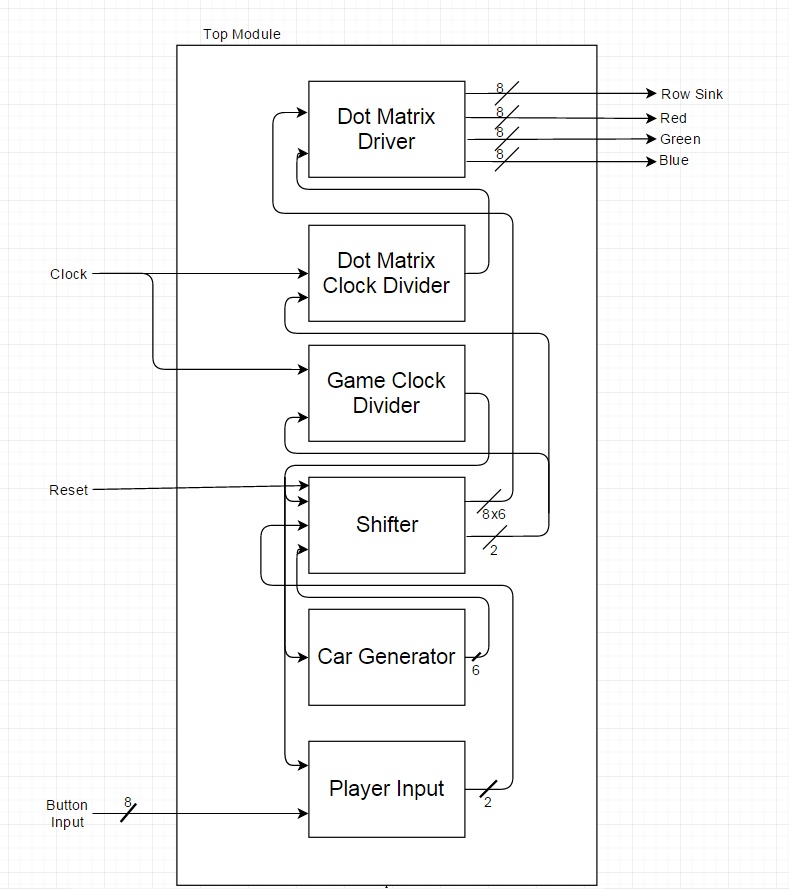 Top Module
Dot Matrix
Driver
8
Row Sink
8
Red
8
Green
8
Blue
Dot Matrix
Clock Divider
Clock
Game Clock
Divider
Reset
Shifter
8x6
2
Car Generator
6
Player Input
2
Button
Input
8